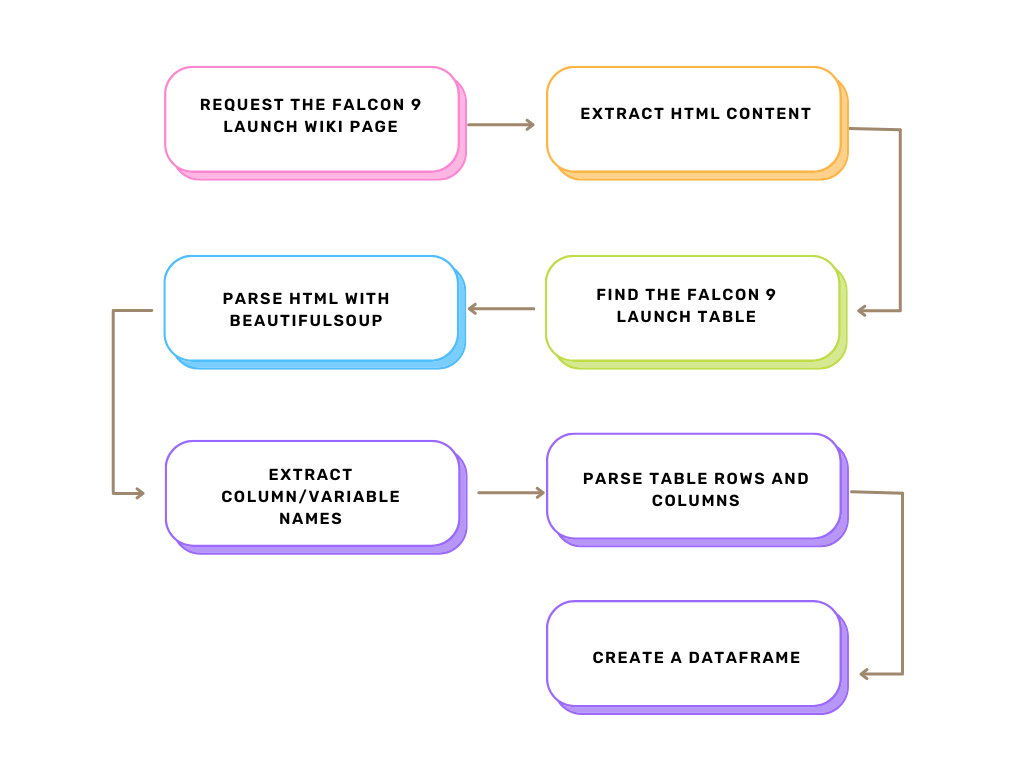 REQUEST THE FALCON 9
LAUNCH WIKI PAGE
EXTRACT HTML CONTENT
FIND THE FALCON 9
LAUNCH TABLE
PARSE HTML WITH
BEAUTIFULSOUP
EXTRACT
COLUMN/VARIABLE
NAMES
PARSE TABLE ROWS AND
COLUMNS
CREATE A DATAFRAME